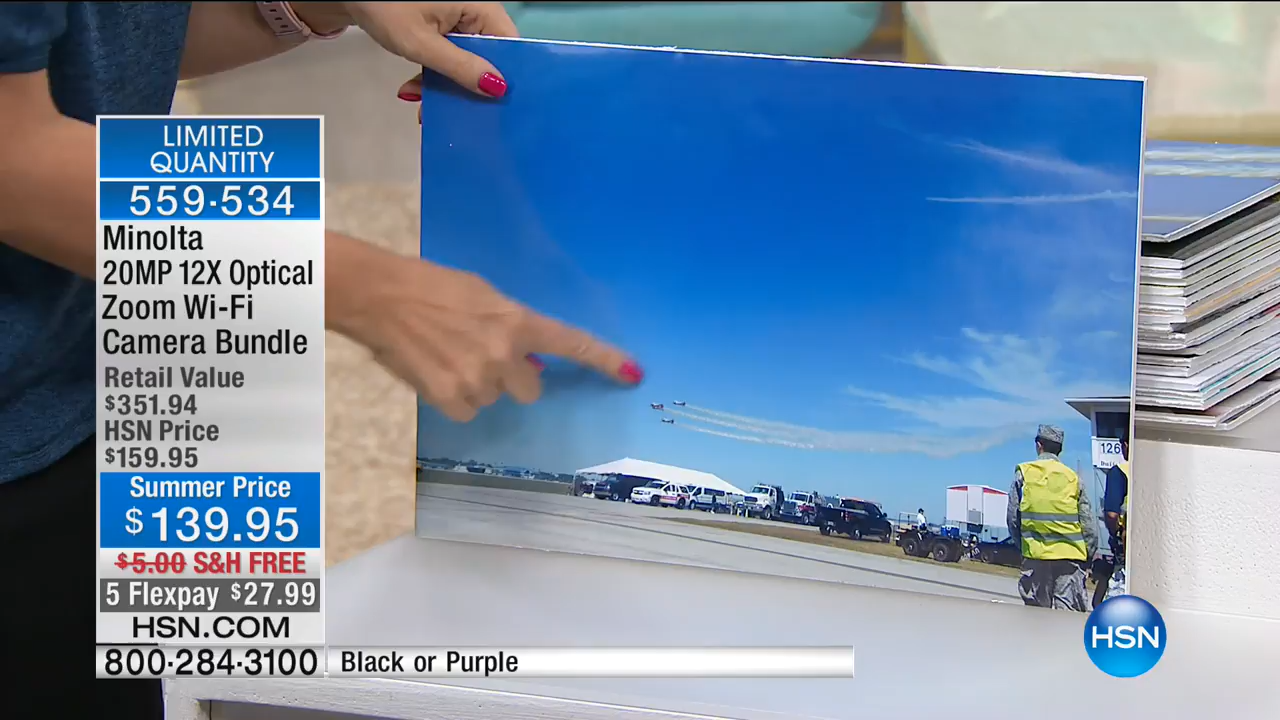 LIMITED
QUANTITY
559-534
Minolta
20MP 12X Optical
Zoom Wi-Fi
Camera Bundle
Retail Value
$351.94
HSN Price
$159.95
Summer Price
$139.95
$5.00 S&H FREE
5 Flexpay $27.99
HSN.COM
800-284-3100
Black or Purple
126
HSN